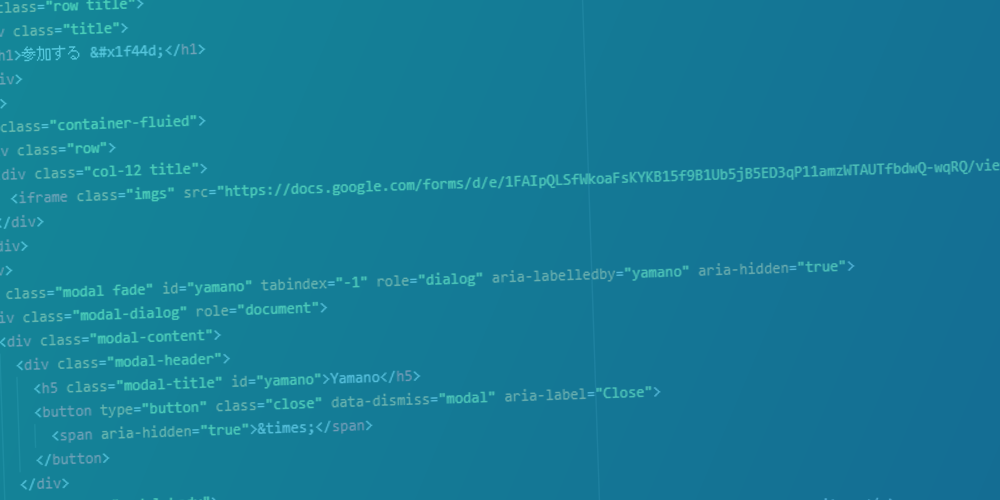 class="row title">
class="title">
h1>参加する &#x1f44d;</h1>
iv>
>
class="container-fluied">
v class="row">
div class="col-12 title">
<iframe class="imgs" src="https://docs.google.com/forms/d/e/1FAIpQLSfWkoaFsKYKB15f9B1Ub5jB5ED3qP11amzWTAUTfbdwQ-wqRQ/vie
</div>
div>
v>
class="modal fade" id="yamano" tabindex="-1" role="dialog" aria-labelledby="yamano" aria-hidden="true">
iv class="modal-dialog" role="document">
<div class="modal-content">
<div class="modal-header">
<h5 class="modal-title" id="yamano">Yamano</h5>
<button type="button" class="close" data-dismiss="modal" aria-label="Close">
<span aria-hidden="true">&times;</span>
</button>
</div>